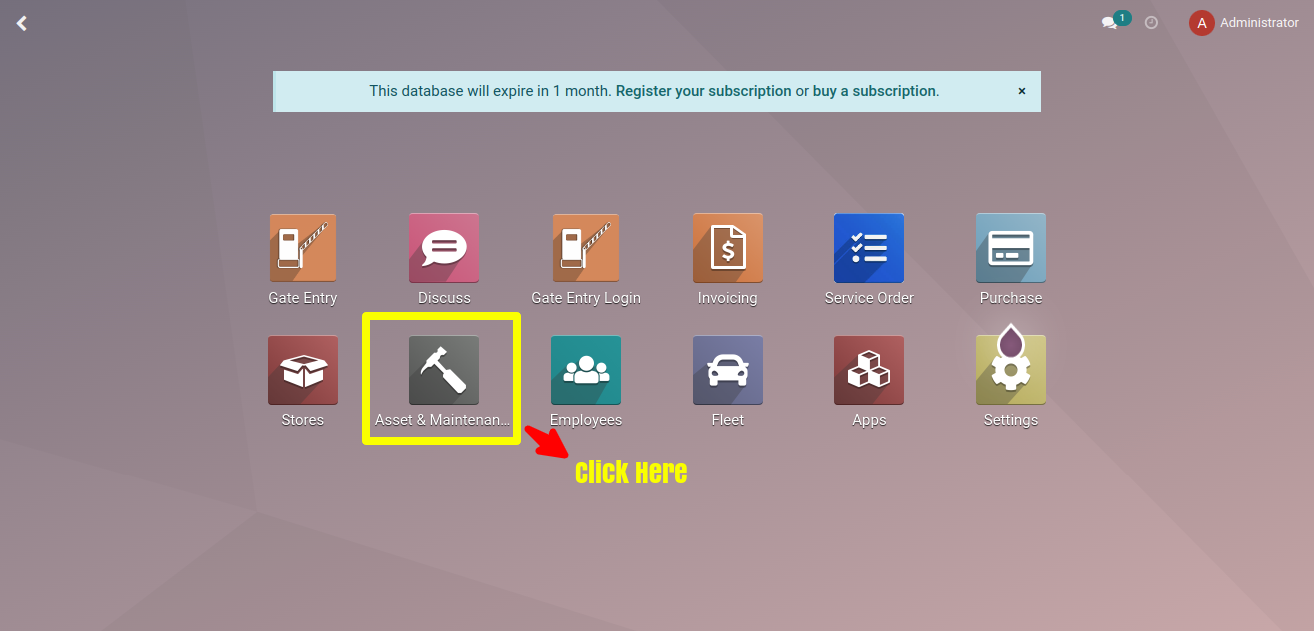 1
A Administrator
This database will expire in 1 month. Register your subscription or buy a subscription. ×
Gate Entry Discuss Gate Entry Login Invoicing Service Order Purchase
Stores Asset & Maintenan... Employees Fleet Apps Settings
Click Here